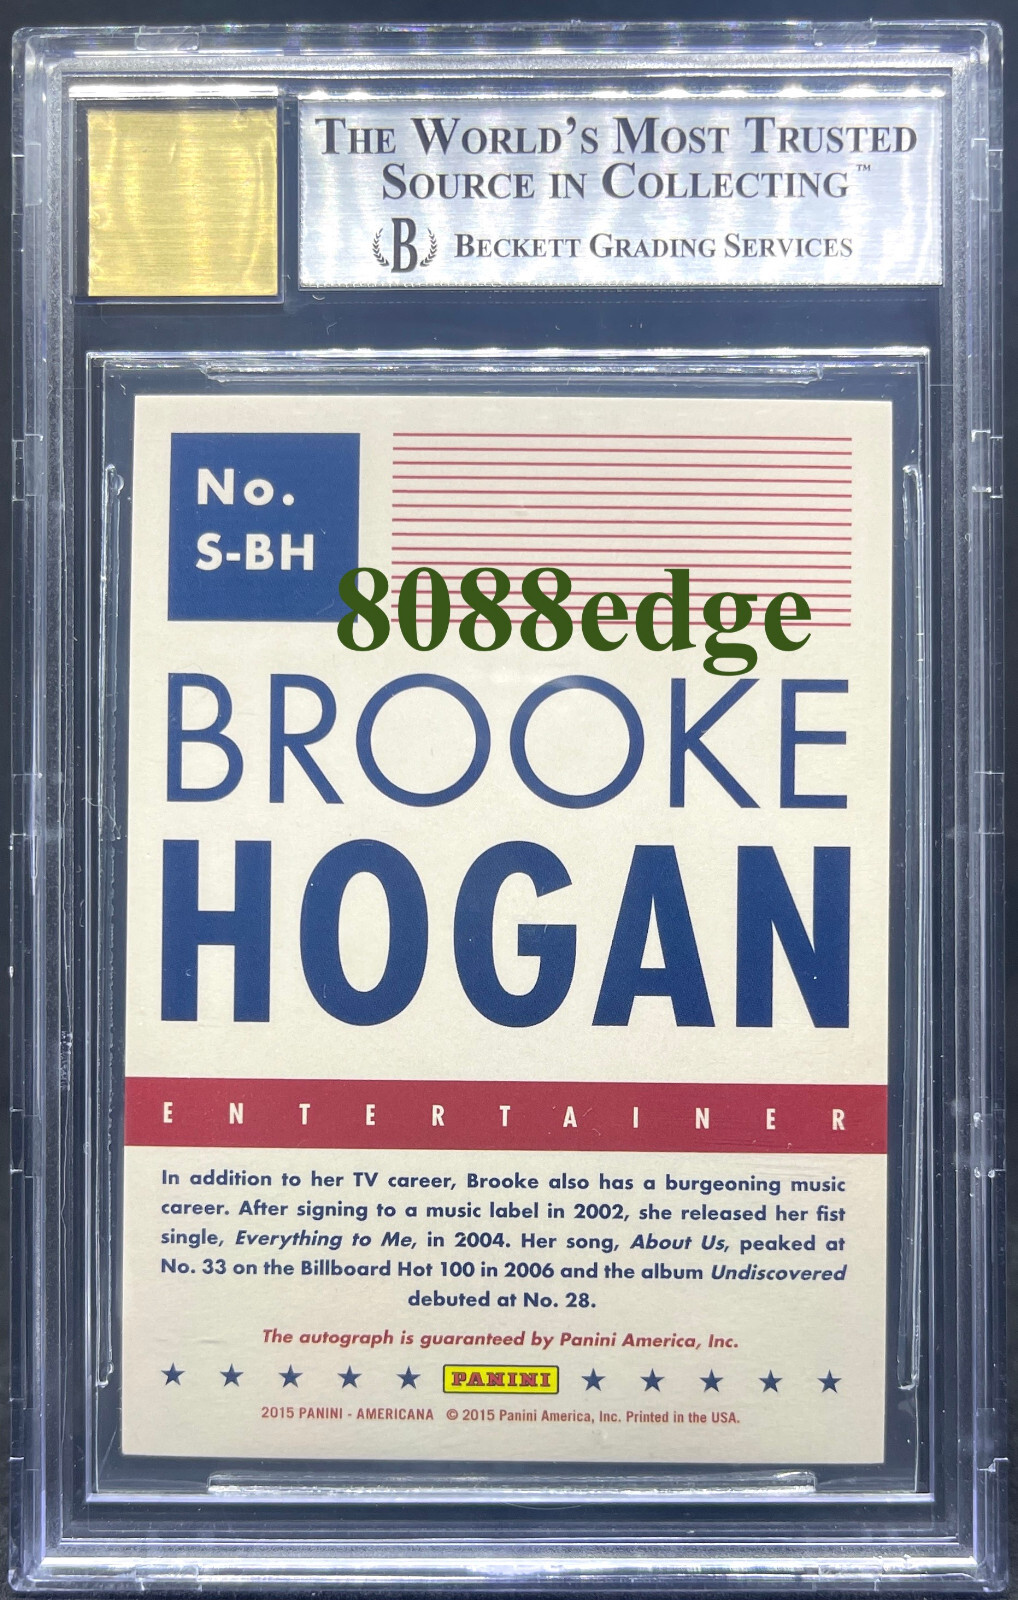 THE WORLD'S MOST TRUSTED
SOURCE IN COLLECTING™
B BECKETT GRADING SERVICES
No.
S-BH
8088edge
BROOKE
HOGAN
ENTERTAINER
In addition to her TV career, Brooke also has a burgeoning music
career. After signing to a music label in 2002, she released her fist
single, Everything to Me, in 2004. Her song, About Us, peaked at
No. 33 on the Billboard Hot 100 in 2006 and the album Undiscovered
debuted at No. 28.
The autograph is guaranteed by Panini America, Inc.
PANINI
2015 PANINI - AMERICANA © 2015 Panini America, Inc. Printed in the USA.